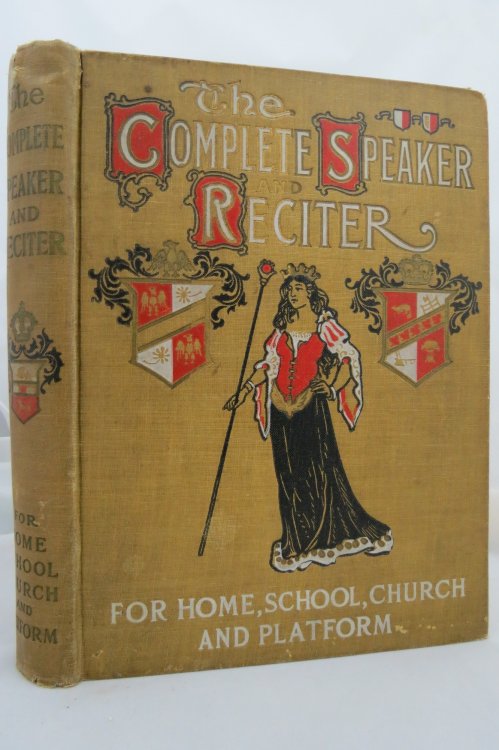 The
COMPLETE SPEAKER
AND
RECITER
FOR HOME, SCHOOL, CHURCH
AND PLATFORM
The
COMPLETE
SPEAKER
AND
RECITER
FOR
HOME
SCHOOL
CHURCH
AND
PLATFORM